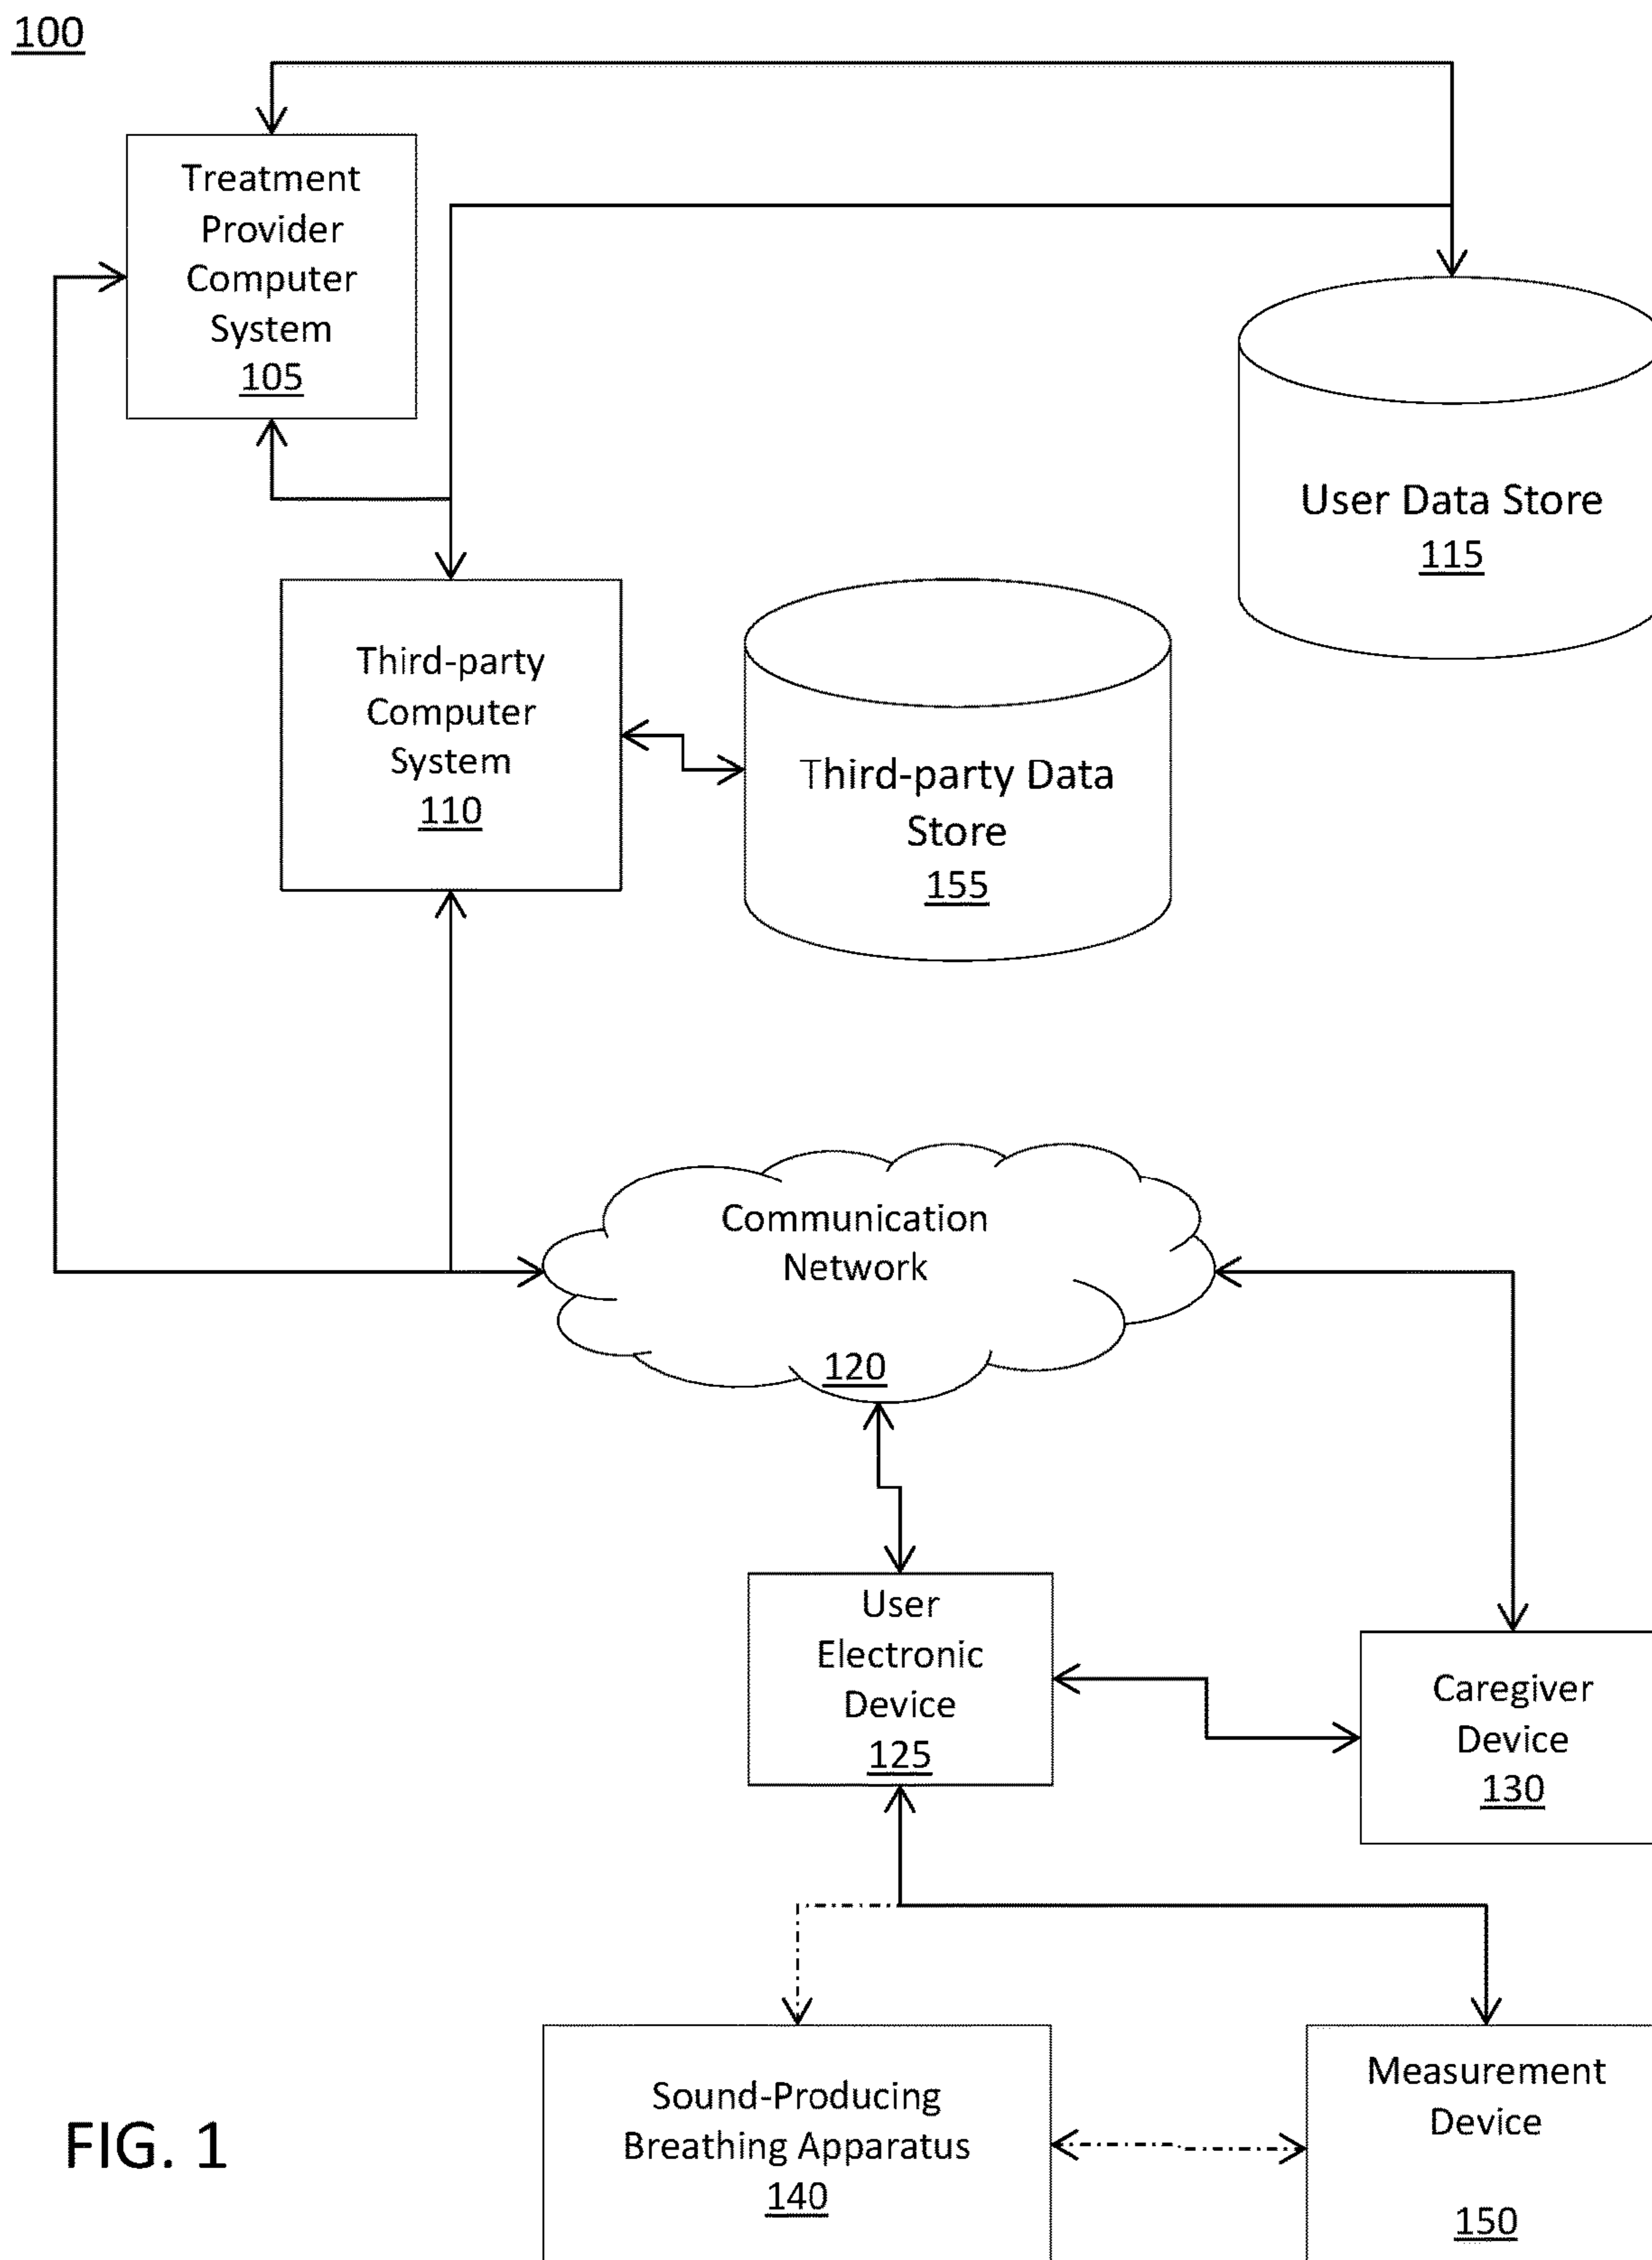 100
Treatment
Provider
Computer
System
105
User Data Store
115
Third-party
Computer
System
110
Third-party Data
Store
155
Communication
Network
120
User
Electronic
Device
125
Caregiver
Device
130
Sound-Producing
Breathing Apparatus
140
Measurement
Device
150
FIG. 1